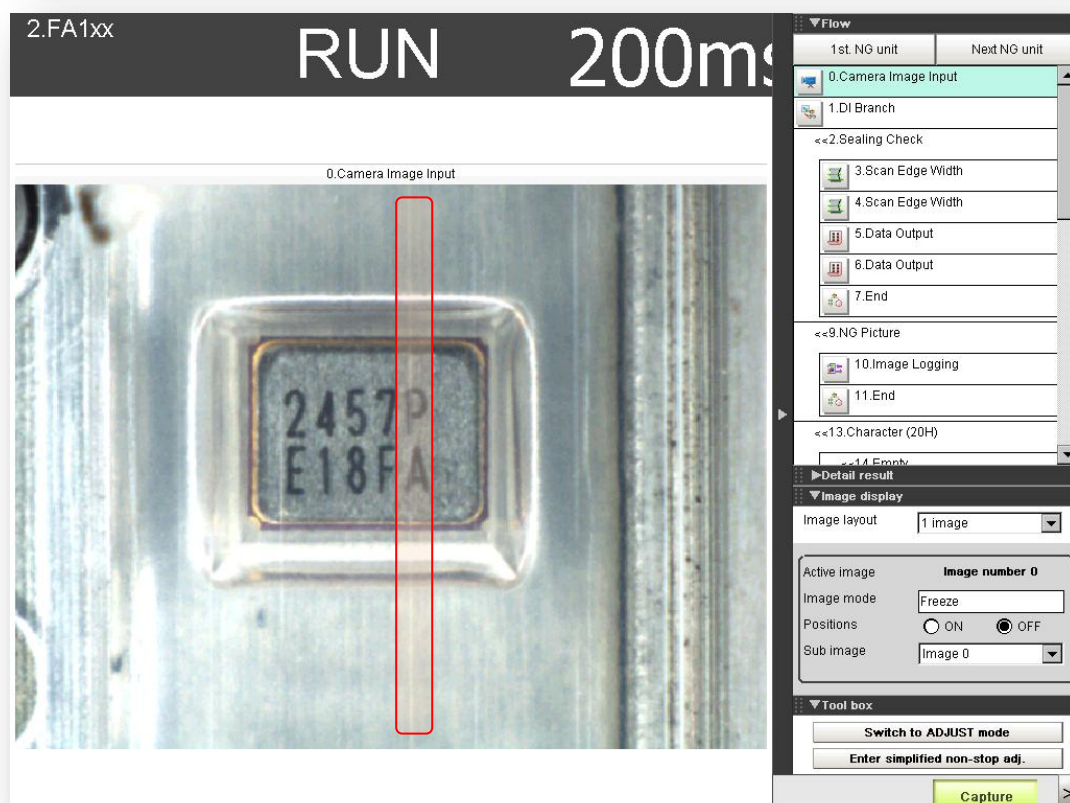 2.FA1xx
RUN
200ms
0.Camera Image Input
2457P
E18FA
Flow
1st. NG unit
Next NG unit
0.Camera Image Input
1.DI Branch
<<2.Sealing Check
3.Scan Edge Width
4.Scan Edge Width
5.Data Output
6.Data Output
7.End
<<9.NG Picture
10.Image Logging
11.End
<<13.Character (20H)
<<14.Empty
Detail result
Image display
Image layout
1 image
Active image
Image number 0
Image mode
Freeze
Positions
ON
OFF
Sub image
Image 0
Tool box
Switch to ADJUST mode
Enter simplified non-stop adj.
Capture
>